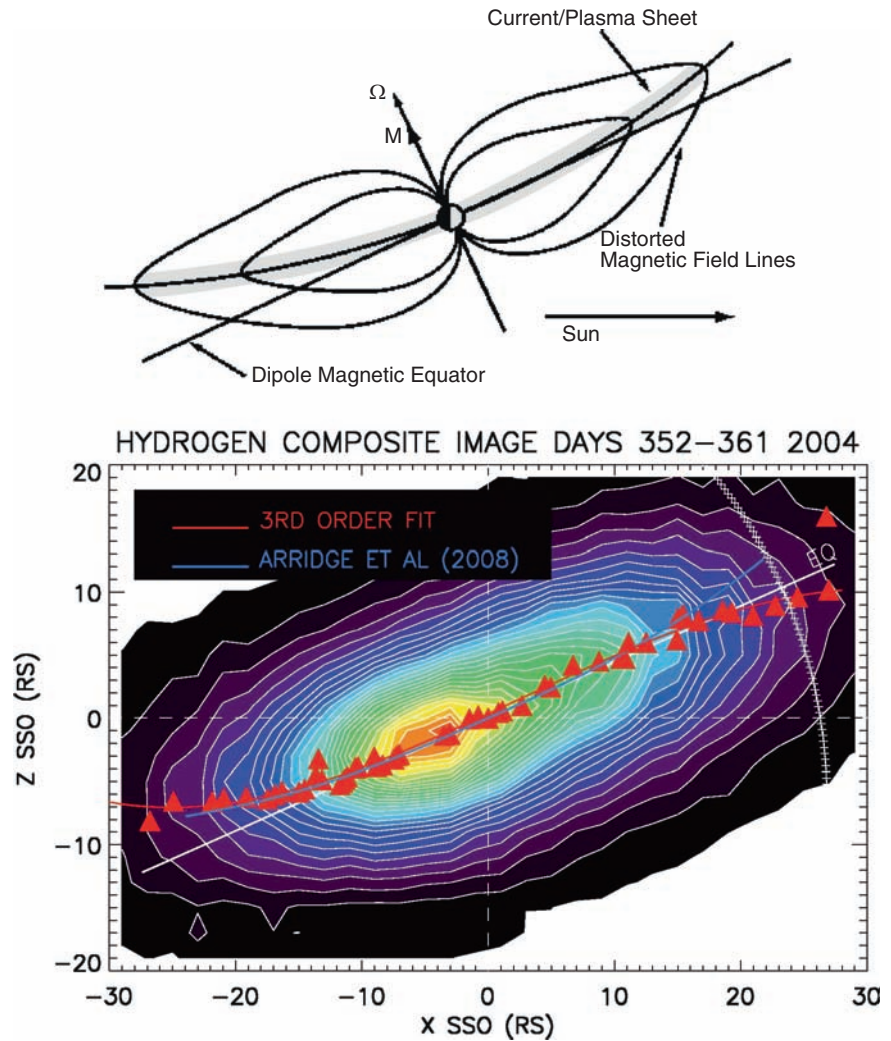 Current/Plasma Sheet
Ω
M
Distorted
Magnetic Field Lines
Sun
Dipole Magnetic Equator
HYDROGEN COMPOSITE IMAGE DAYS 352−361 2004
3RD ORDER FIT
ARRIDGE ET AL (2008)
EQ
Z SSO (RS)
20
10
0
−10
−20
−30
−20
−10
0
10
20
30
X SSO (RS)